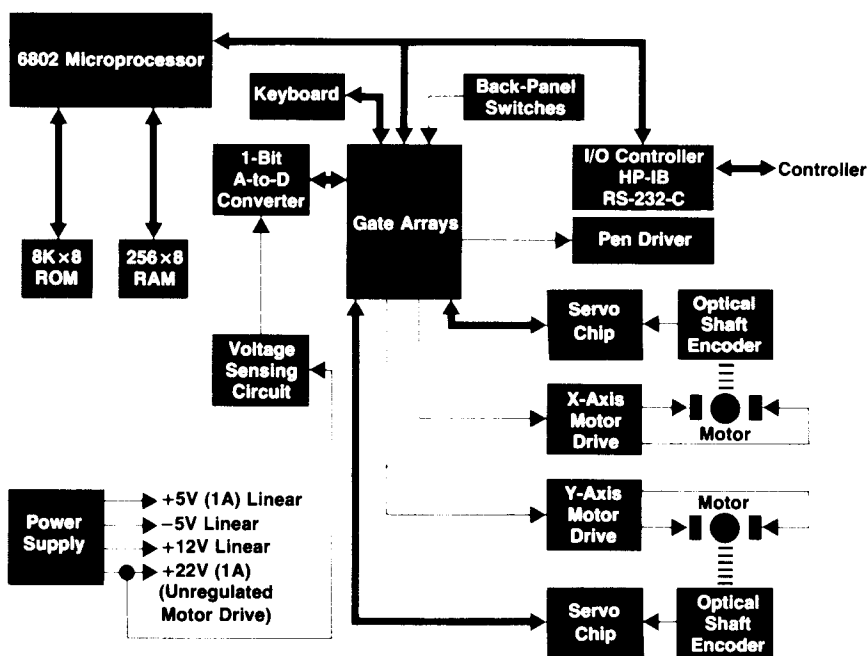 6802 Microprocessor
Keyboard
Back-Panel
Switches
1-Bit
A-to-D
Converter
Gate Arrays
I/O Controller
HP-IB
RS-232-C
Controller
Pen Driver
8K×8
ROM
256×8
RAM
Voltage
Sensing
Circuit
Servo
Chip
Optical
Shaft
Encoder
X-Axis
Motor
Drive
Motor
Y-Axis
Motor
Drive
Motor
Power
Supply
+5V (1A) Linear
−5V Linear
+12V Linear
+22V (1A)
(Unregulated
Motor Drive)
Servo
Chip
Optical
Shaft
Encoder